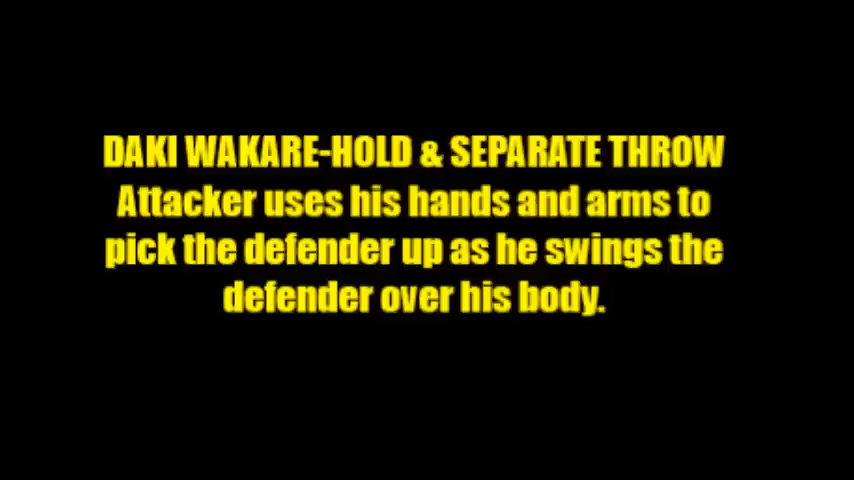 DAKI WAKARE-HOLD & SEPARATE THROW
Attacker uses his hands and arms to
pick the defender up as he swings the
defender over his body.